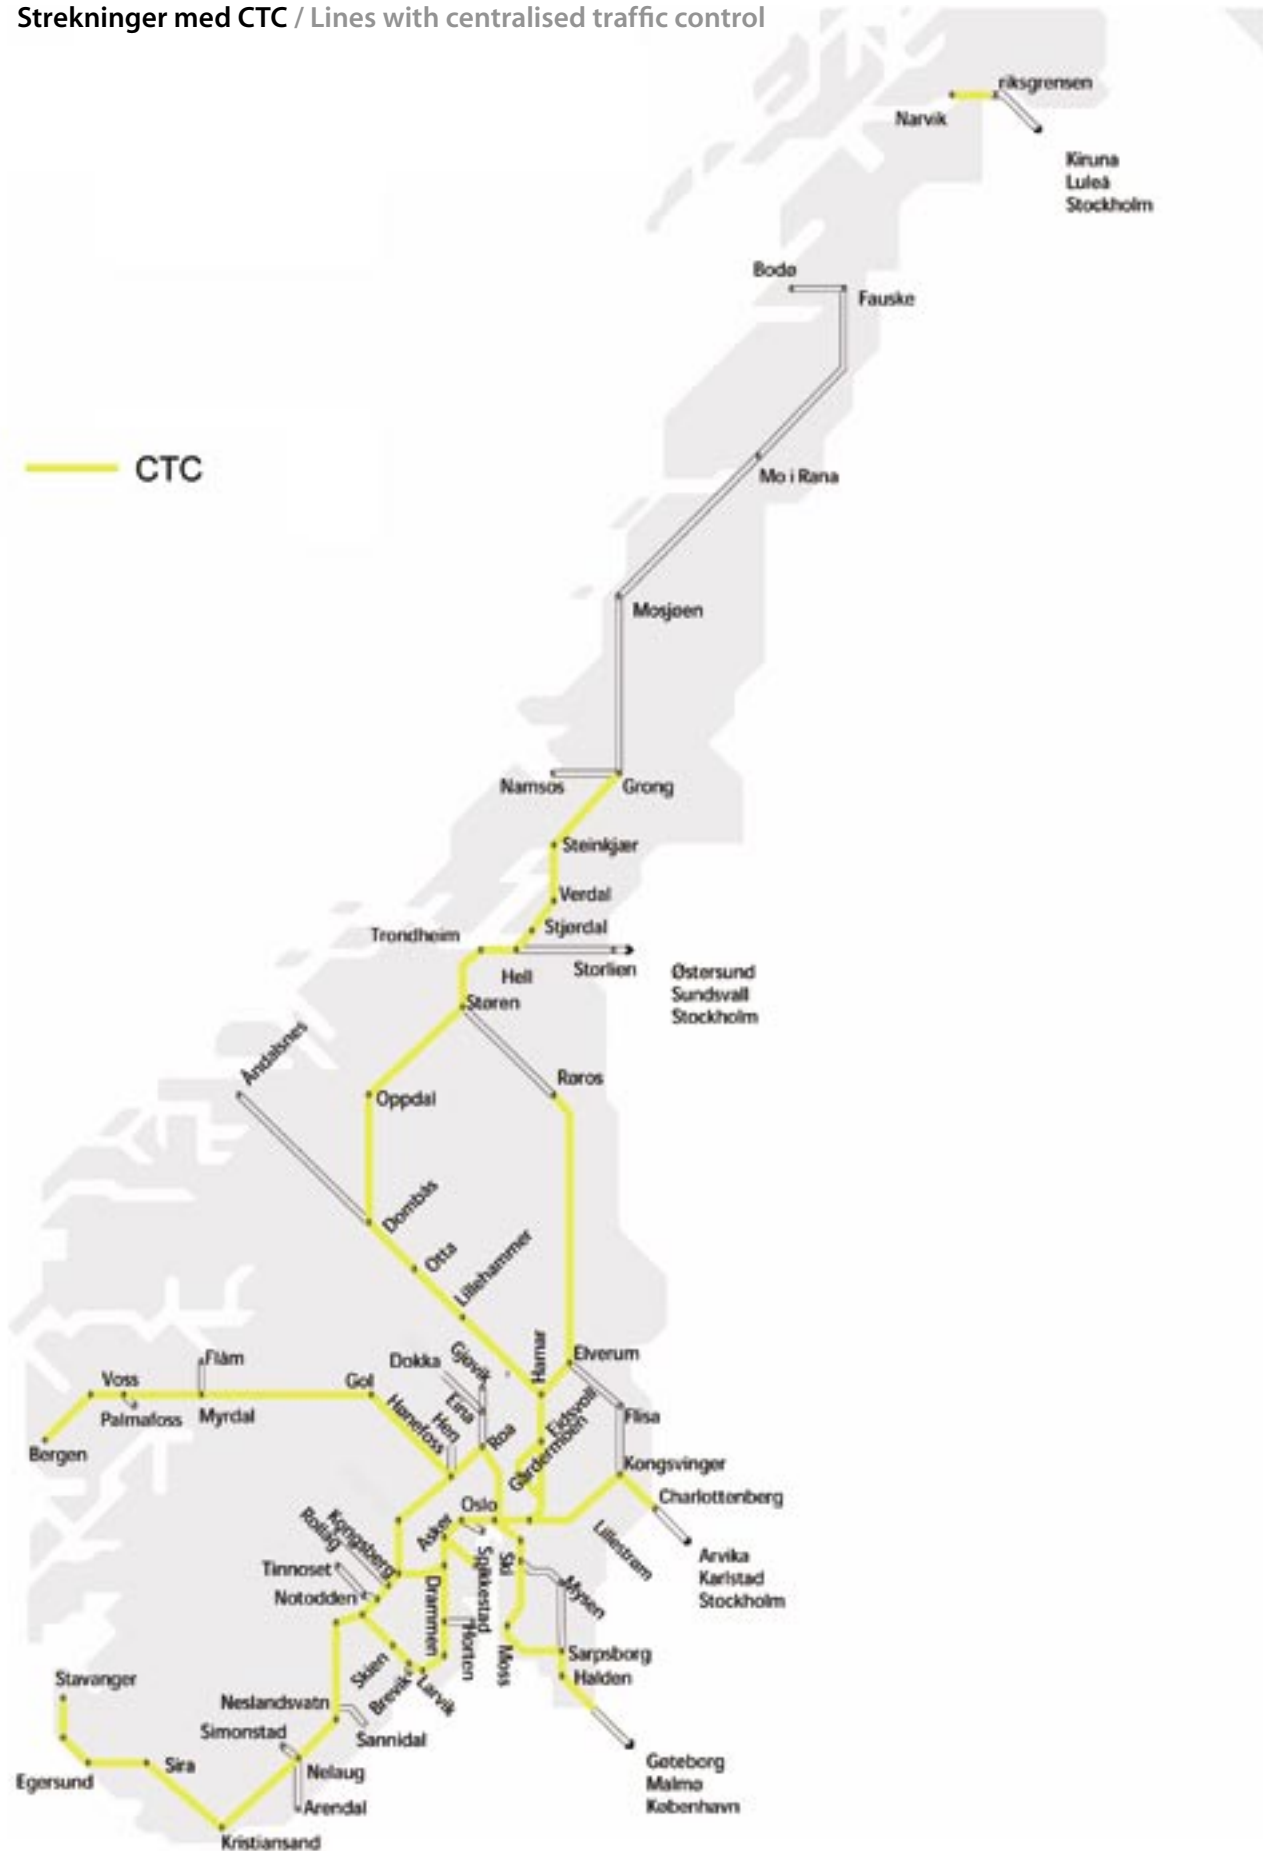 Strekninger med CTC / Lines with centralised traffic control
riksgrensen
Narvik
Kiruna
Luleå
Stockholm
Bodø
Fauske
CTC
Mo i Rana
Mosjøen
Namsos
Grong
Steinkjær
Verdal
Stjørdal
Trondheim
Hell
Storlien
Østersund
Sundsvall
Stockholm
Støren
Åndalsnes
Røros
Oppdal
Dombås
Otta
Lillehammer
Hamar
Elverum
Flåm
Dokka
Gjøvik
Voss
Gol
Eina
Eidsvoll
Palmafoss
Myrdal
Hønefoss
Hen
Roa
Gardermoen
Flisa
Bergen
Kongsvinger
Charlottenberg
Oslo
Asker
Kongsberg
Rollag
Lillestrøm
Arvika
Karlstad
Stockholm
Tinnoset
Notodden
Drammen
Spikkestad
Ski
Mysen
Horten
Moss
Sarpsborg
Halden
Skien
Brevik
Larvik
Stavanger
Neslandsvatn
Simonstad
Sannidal
Sira
Nelaug
Egersund
Arendal
Gøteborg
Malmø
København
Kristiansand